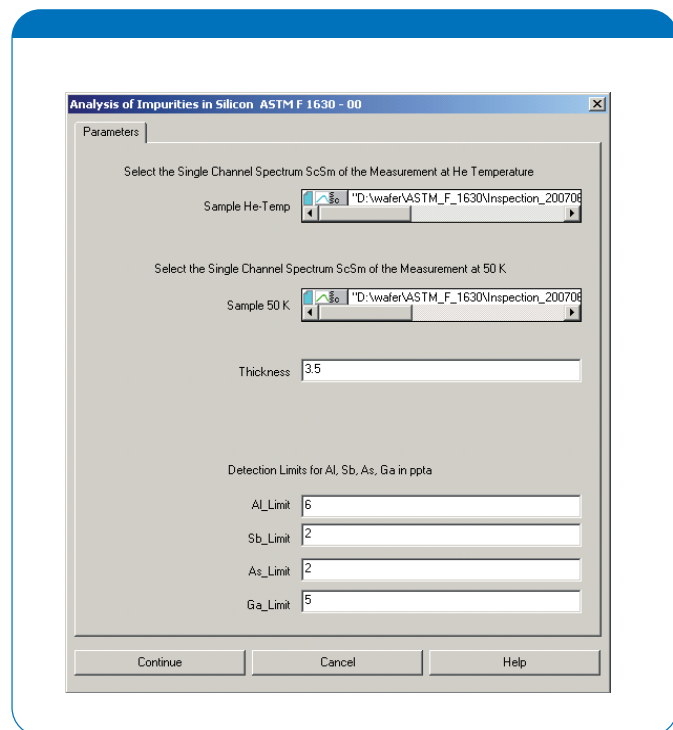 Analysis of Impurities in Silicon ASTM F 1630 - 00
Parameters
Select the Single Channel Spectrum ScSm of the Measurement at He Temperature
Sample He-Temp "D:\wafer\ASTM_F_1630\Inspection_200706
Select the Single Channel Spectrum ScSm of the Measurement at 50 K
Sample 50 K "D:\wafer\ASTM_F_1630\Inspection_200706
Thickness 3.5
Detection Limits for Al, Sb, As, Ga in ppta
Al_Limit 6
Sb_Limit 2
As_Limit 2
Ga_Limit 5
Continue Cancel Help